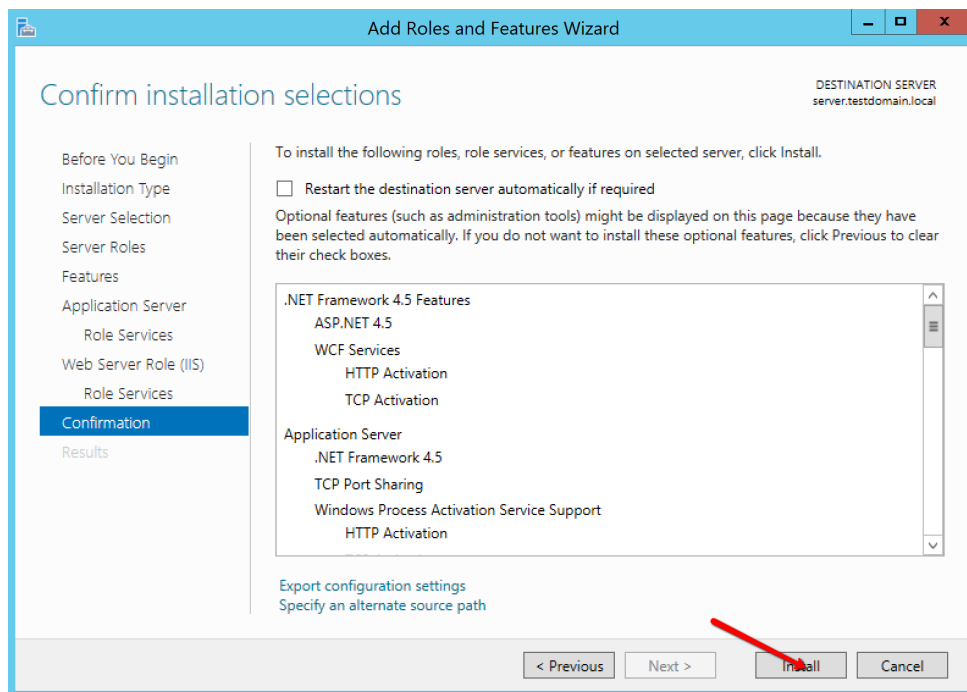 Add Roles and Features Wizard
Confirm installation selections
DESTINATION SERVER
server.testdomain.local
Before You Begin
Installation Type
Server Selection
Server Roles
Features
Application Server
Role Services
Web Server Role (IIS)
Role Services
Confirmation
Results
To install the following roles, role services, or features on selected server, click Install.
Restart the destination server automatically if required
Optional features (such as administration tools) might be displayed on this page because they have
been selected automatically. If you do not want to install these optional features, click Previous to clear
their check boxes.
.NET Framework 4.5 Features
ASP.NET 4.5
WCF Services
HTTP Activation
TCP Activation
Application Server
.NET Framework 4.5
TCP Port Sharing
Windows Process Activation Service Support
HTTP Activation
Export configuration settings
Specify an alternate source path
< Previous
Next >
Install
Cancel